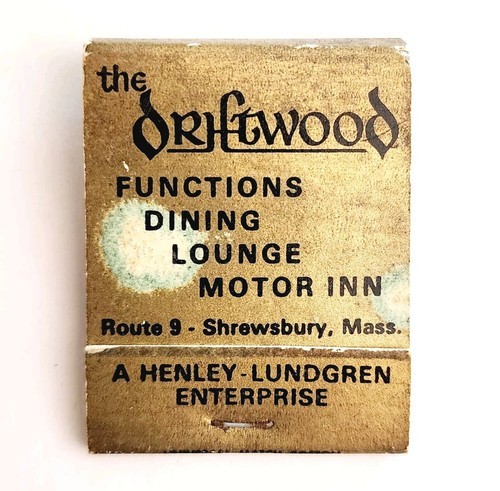 the
DRIFTWOOD
FUNCTIONS
DINING
LOUNGE
MOTOR INN
Route 9 - Shrewsbury, Mass.
A HENLEY-LUNDGREN
ENTERPRISE